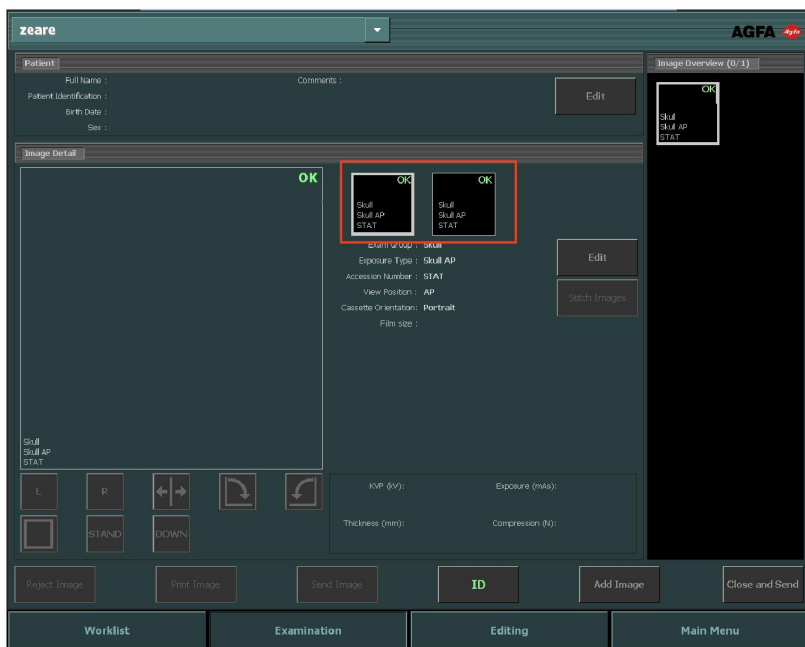 zeare
AGFA Agfa
Patient
Full Name :
Comments :
Patient Identification :
Birth Date :
Sex :
Edit
Image Overview (0/1)
OK
Skull
Skull AP
STAT
Image Detail
OK
Skull
Skull AP
STAT
OK
Skull
Skull AP
STAT
OK
Skull
Skull AP
STAT
Exam Group : Skull
Exposure Type : Skull AP
Accession Number : STAT
View Position : AP
Cassette Orientation: Portrait
Film size :
Edit
Stitch Images
L
R
STAND
DOWN
KVP (kV):
Exposure (mAs):
Thickness (mm):
Compression (N):
Reject Image
Print Image
Send Image
ID
Add Image
Close and Send
Worklist
Examination
Editing
Main Menu